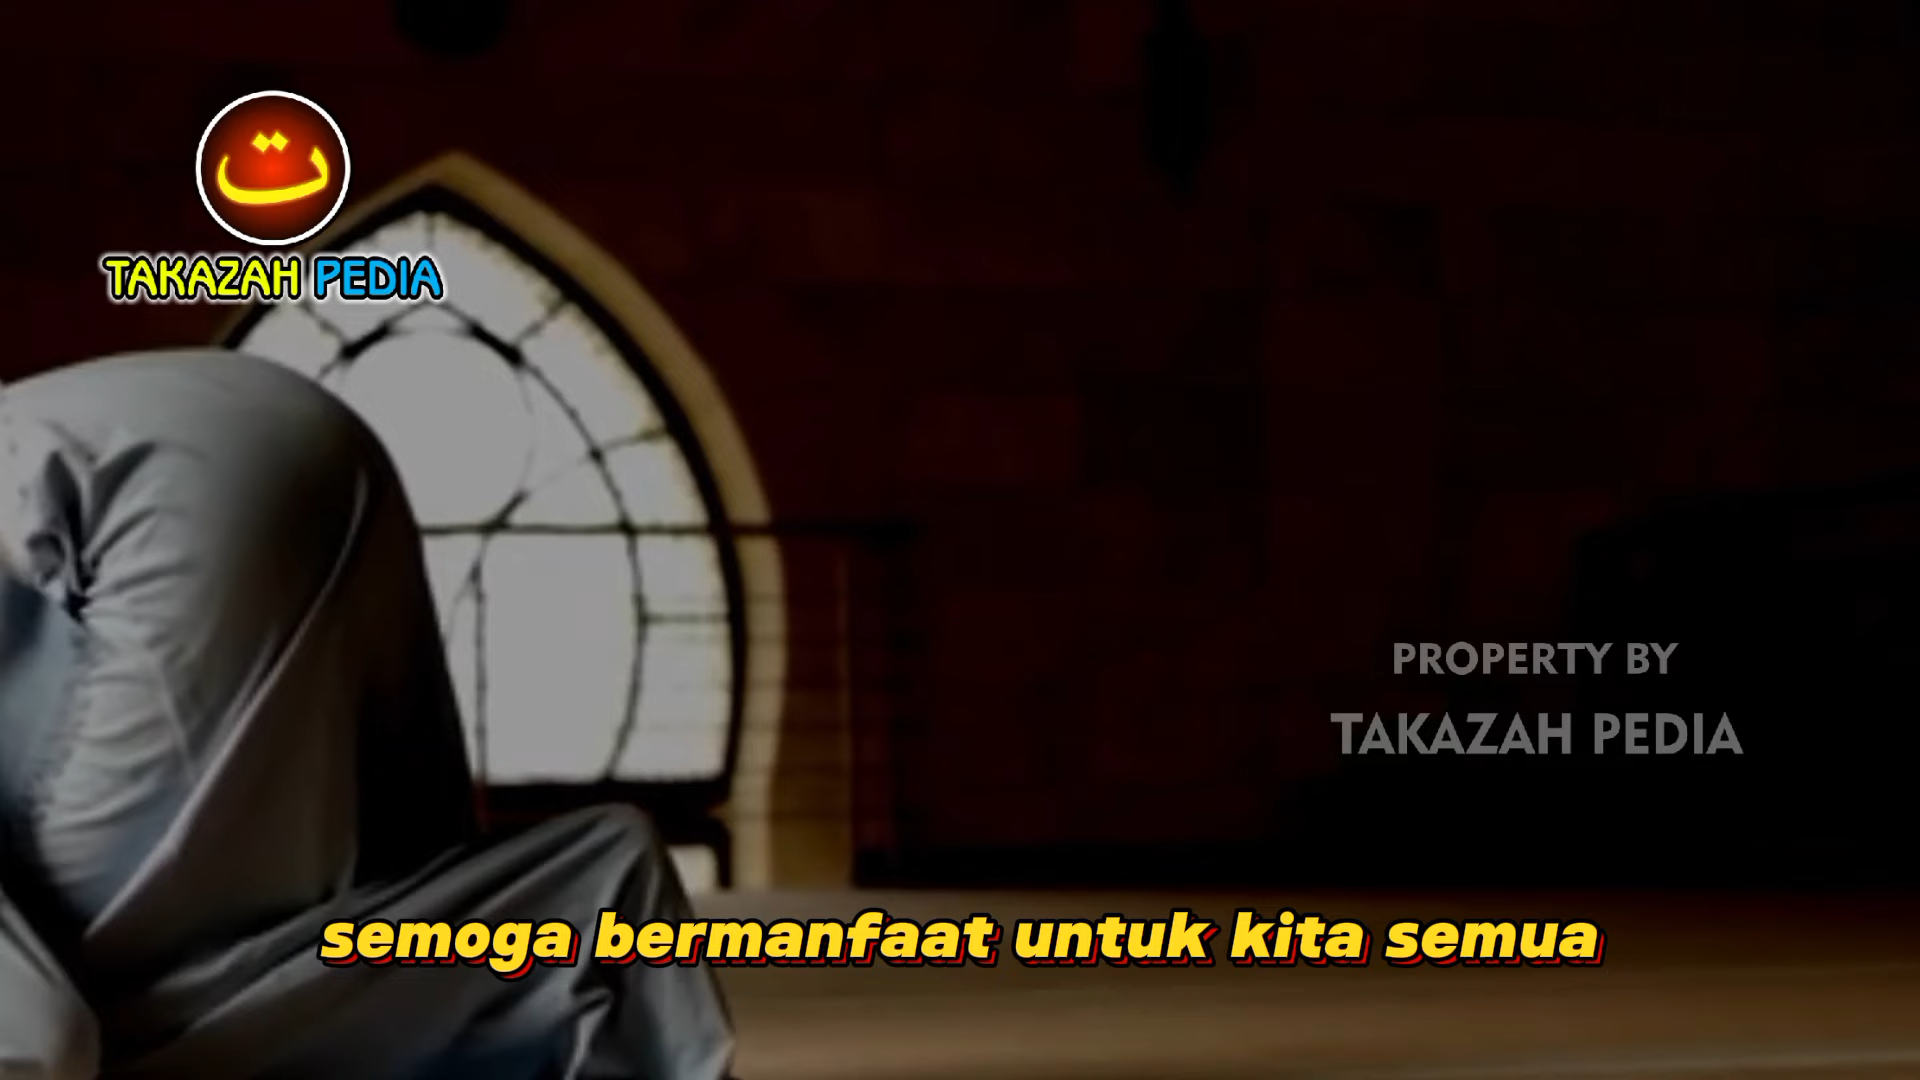 ت
TAKAZAH PEDIA
PROPERTY BY
TAKAZAH PEDIA
semoga bermanfaat untuk kita semua